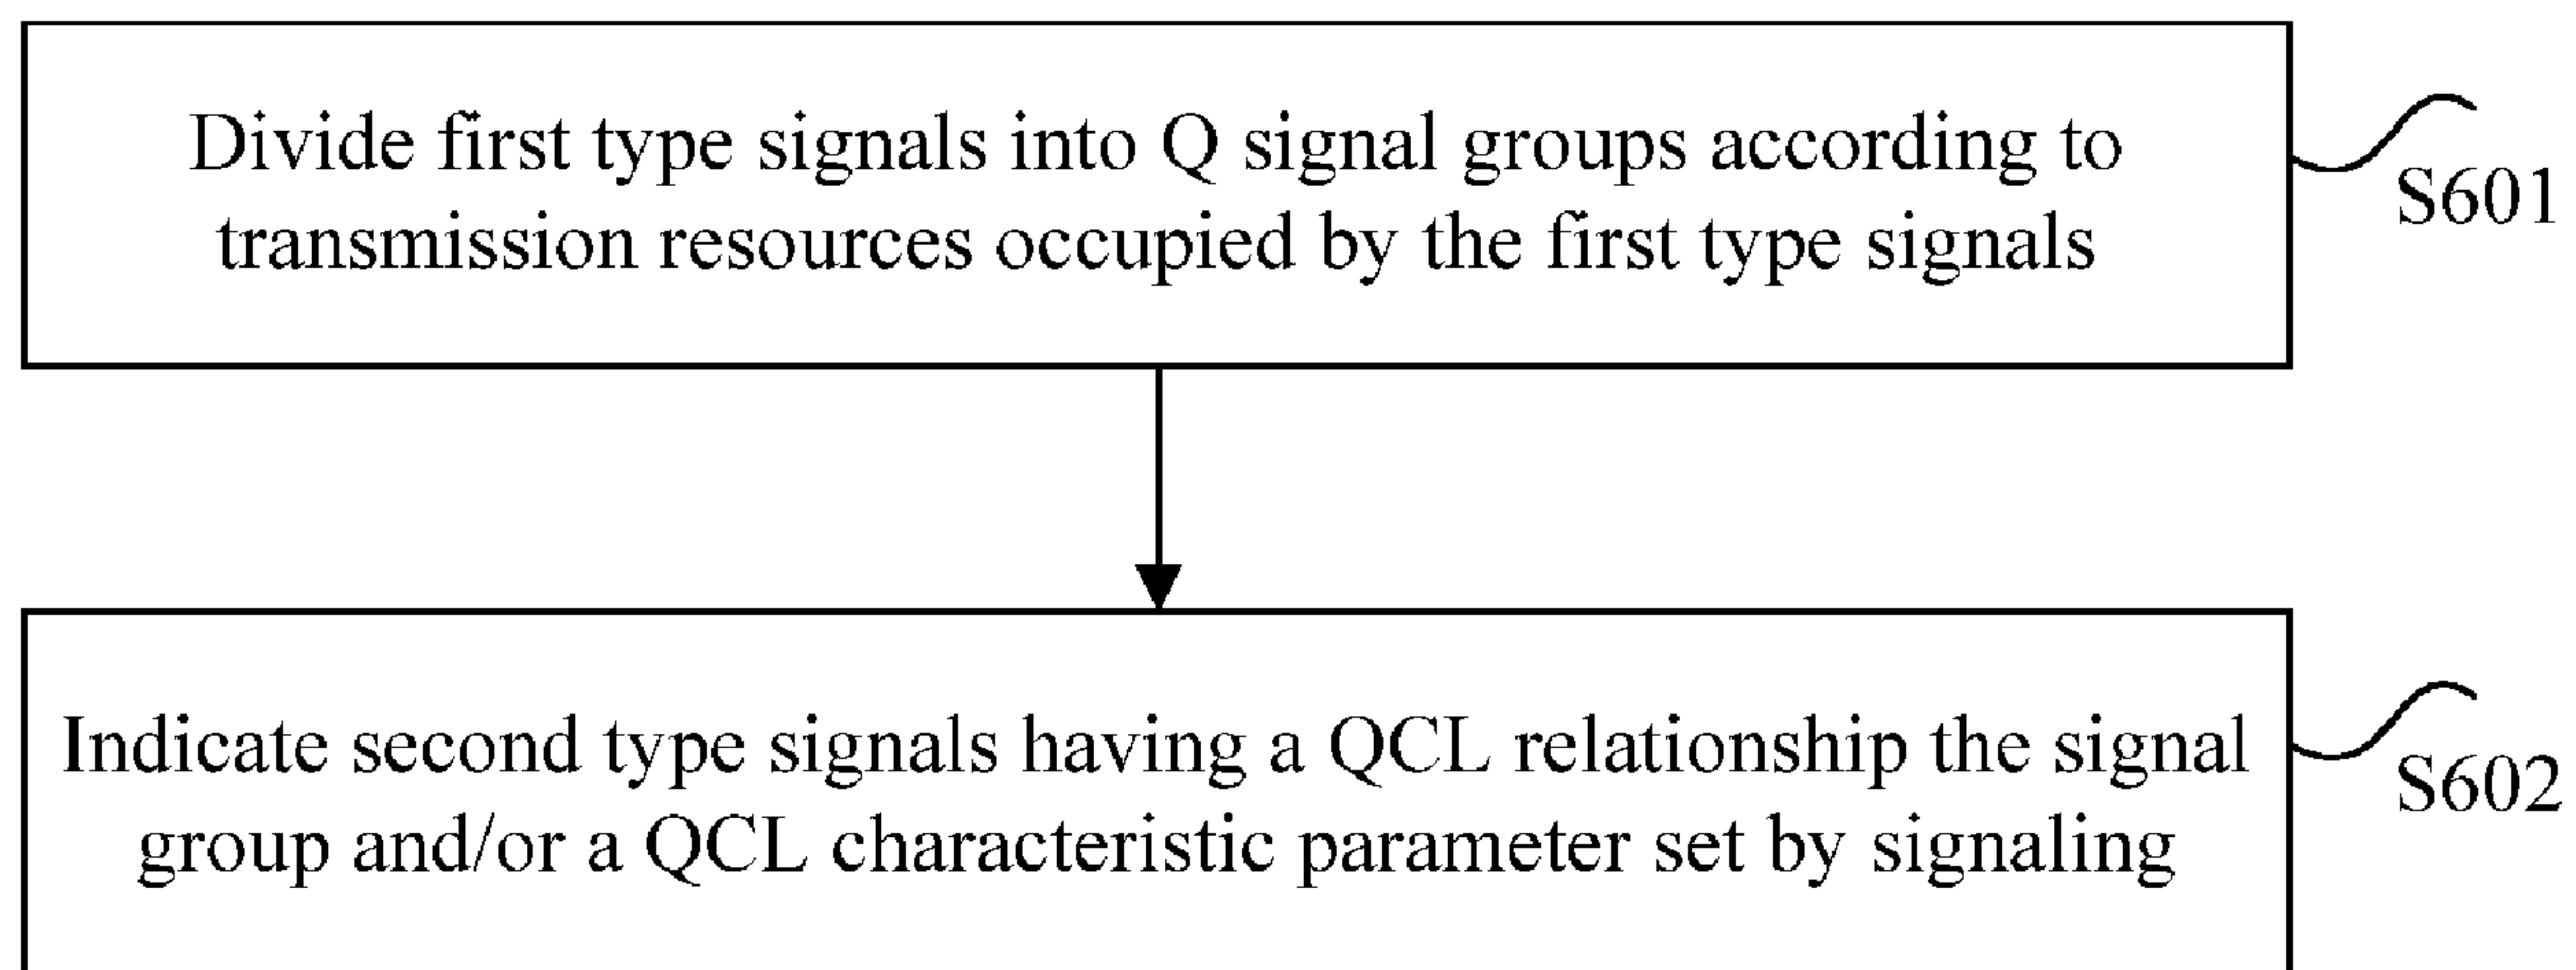 Divide first type signals into Q signal groups according to
transmission resources occupied by the first type signals
S601
Indicate second type signals having a QCL relationship the signal
group and/or a QCL characteristic parameter set by signaling
S602